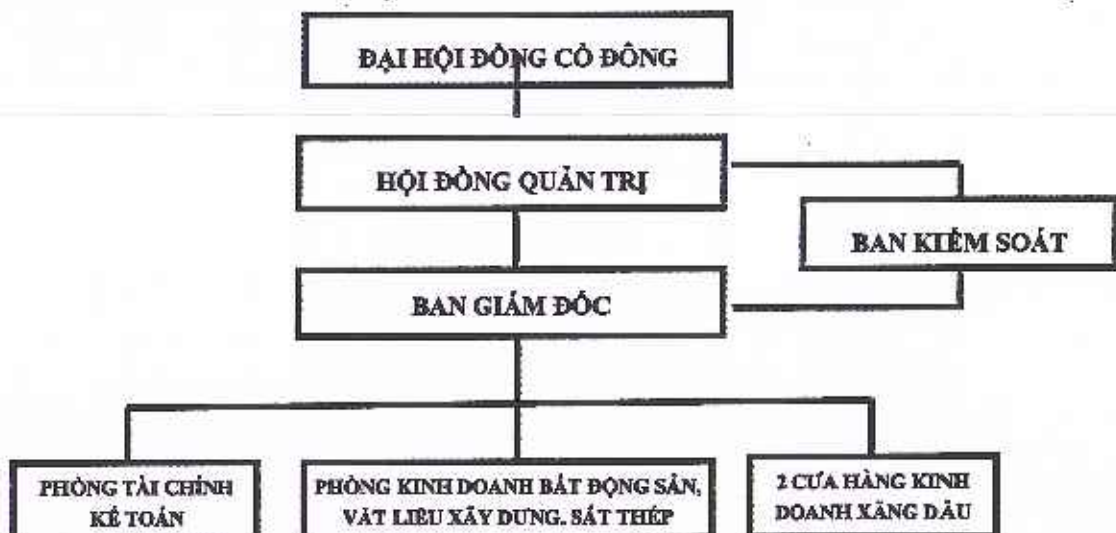 ĐẠI HỘI ĐỒNG CỔ ĐÔNG
HỘI ĐỒNG QUẢN TRỊ
BAN KIỂM SOÁT
BAN GIÁM ĐỐC
PHÒNG TÀI CHÍNH
KẾ TOÁN
PHÒNG KINH DOANH BẤT ĐỘNG SẢN,
VẬT LIỆU XÂY DỰNG, SẮT THÉP
2 CỬA HÀNG KINH
DOANH XĂNG DẦU